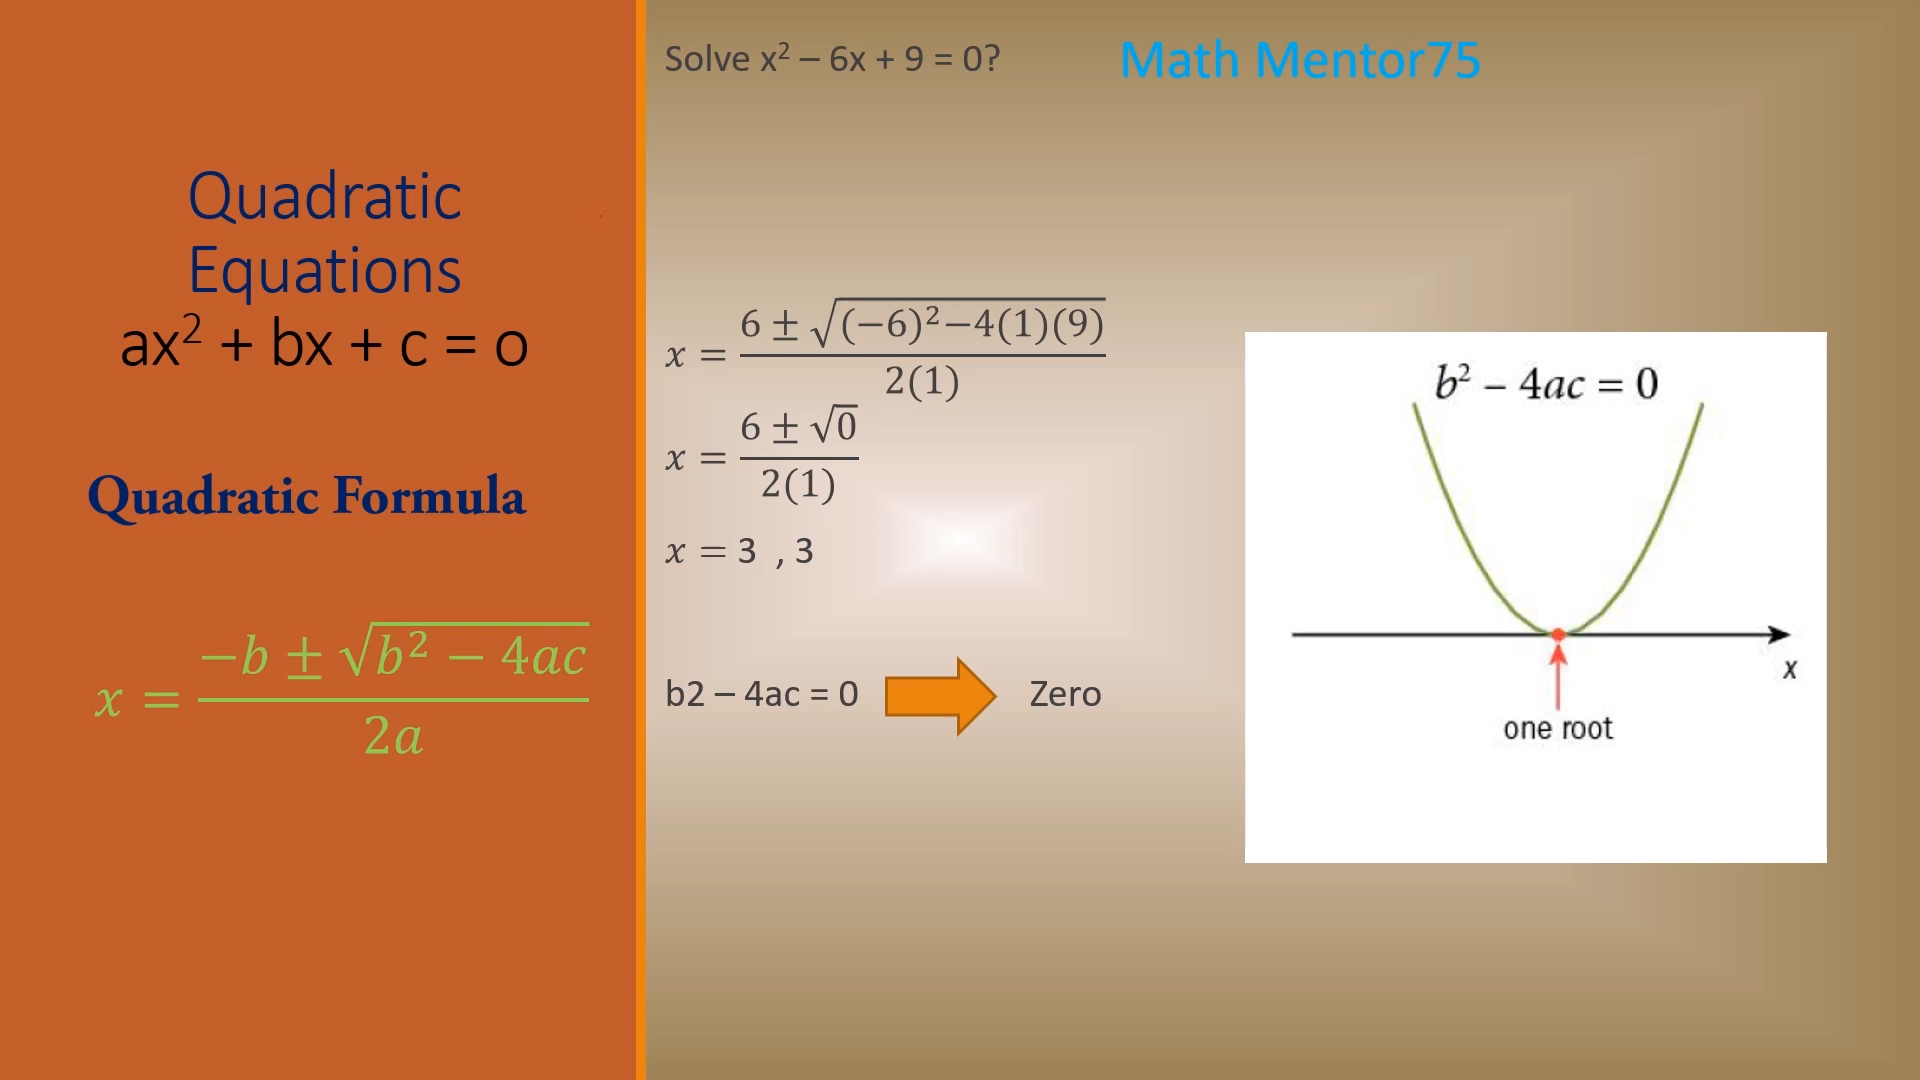 Quadratic
Equations
ax² + bx + c = o
Quadratic Formula
x = (−b ± √(b² − 4ac)) / 2a
Solve x² – 6x + 9 = 0?
Math Mentor75
x = (6 ± √((−6)²−4(1)(9))) / 2(1)
x = (6 ± √0) / 2(1)
x = 3 , 3
b2 – 4ac = 0
Zero
b² – 4ac = 0
x
one root